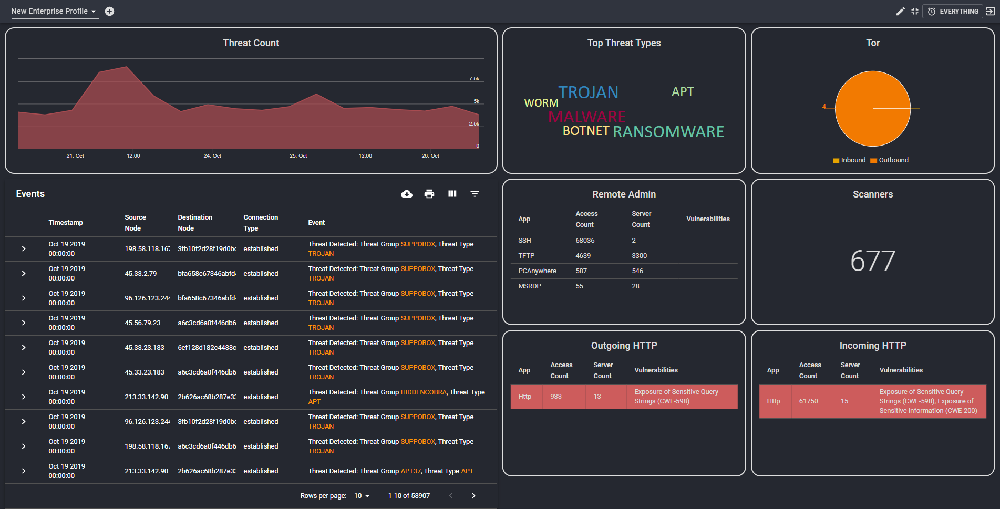 New Enterprise Profile
EVERYTHING
Threat Count
7.5k
5k
2.5k
0
21. Oct 12:00 24. Oct 25. Oct 12:00 26. Oct
Top Threat Types
TROJAN
APT
WORM
MALWARE
BOTNET
RANSOMWARE
Tor
4
Inbound Outbound
Events
Timestamp Source Node Destination Node Connection Type Event
Oct 19 2019 00:00:00 198.58.118.167 3fb10f2d28f19d0bc established Threat Detected: Threat Group SUPPOBOX, Threat Type TROJAN
Oct 19 2019 00:00:00 45.33.2.79 bfa658c67346abfd4 established Threat Detected: Threat Group SUPPOBOX, Threat Type TROJAN
Oct 19 2019 00:00:00 96.126.123.244 bfa658c67346abfd4 established Threat Detected: Threat Group SUPPOBOX, Threat Type TROJAN
Oct 19 2019 00:00:00 45.56.79.23 a6c3cd6a0f446db6 established Threat Detected: Threat Group SUPPOBOX, Threat Type TROJAN
Oct 19 2019 00:00:00 45.33.23.183 6ef128d182c4488c established Threat Detected: Threat Group SUPPOBOX, Threat Type TROJAN
Oct 19 2019 00:00:00 45.33.23.183 a6c3cd6a0f446db6 established Threat Detected: Threat Group SUPPOBOX, Threat Type TROJAN
Oct 19 2019 00:00:00 213.33.142.90 2b626ac68b287e33 established Threat Detected: Threat Group HIDDENCOBRA, Threat Type APT
Oct 19 2019 00:00:00 96.126.123.244 3fb10f2d28f19d0bc established Threat Detected: Threat Group SUPPOBOX, Threat Type TROJAN
Oct 19 2019 00:00:00 198.58.118.167 a6c3cd6a0f446db6 established Threat Detected: Threat Group SUPPOBOX, Threat Type TROJAN
Oct 19 2019 00:00:00 213.33.142.90 2b626ac68b287e33 established Threat Detected: Threat Group APT37, Threat Type APT
Rows per page: 10 1-10 of 58907
Remote Admin
App Access Count Server Count Vulnerabilities
SSH 68036 2
TFTP 4639 3300
PCAnywhere 587 546
MSRDP 55 28
Scanners
677
Outgoing HTTP
App Access Count Server Count Vulnerabilities
Http 933 13 Exposure of Sensitive Query Strings (CWE-598)
Incoming HTTP
App Access Count Server Count Vulnerabilities
Http 61750 15 Exposure of Sensitive Query Strings (CWE-598), Exposure of Sensitive Information (CWE-200)